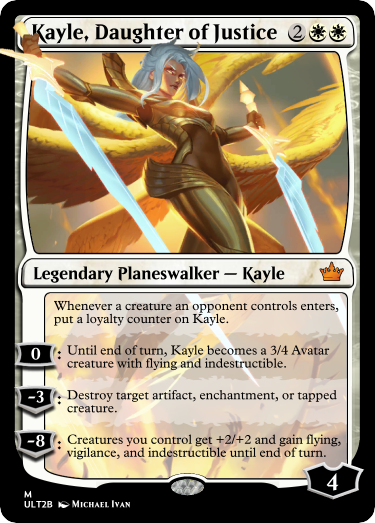 Kayle, Daughter of Justice 2
Legendary Planeswalker — Kayle
Whenever a creature an opponent controls enters,
put a loyalty counter on Kayle.
0: Until end of turn, Kayle becomes a 3/4 Avatar
creature with flying and indestructible.
-3: Destroy target artifact, enchantment, or tapped
creature.
-8: Creatures you control get +2/+2 and gain flying,
vigilance, and indestructible until end of turn.
4
M
ULT2B Michael Ivan